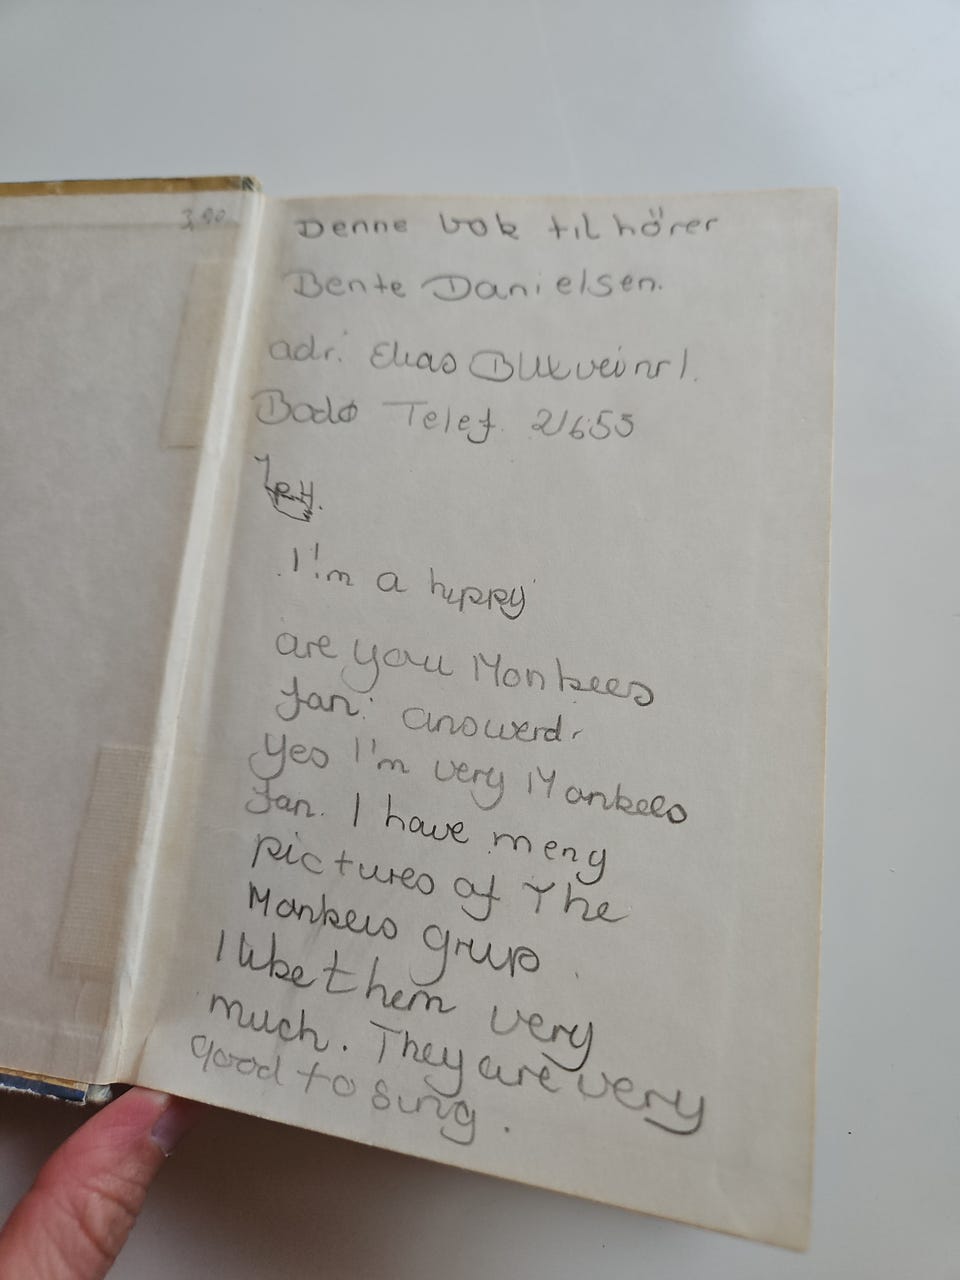 3,90
Denne bok tilhörer
Bente Danielsen.
adr. Elias Blixvei nr 1.
Bodø Telef. 21653
I'm a hippy
are you Monkees
fan: answerd.
yes I'm very Monkees
fan. I have meny
pictures of The
Monkees grup.
I like them very
much. They are very
good to sing.